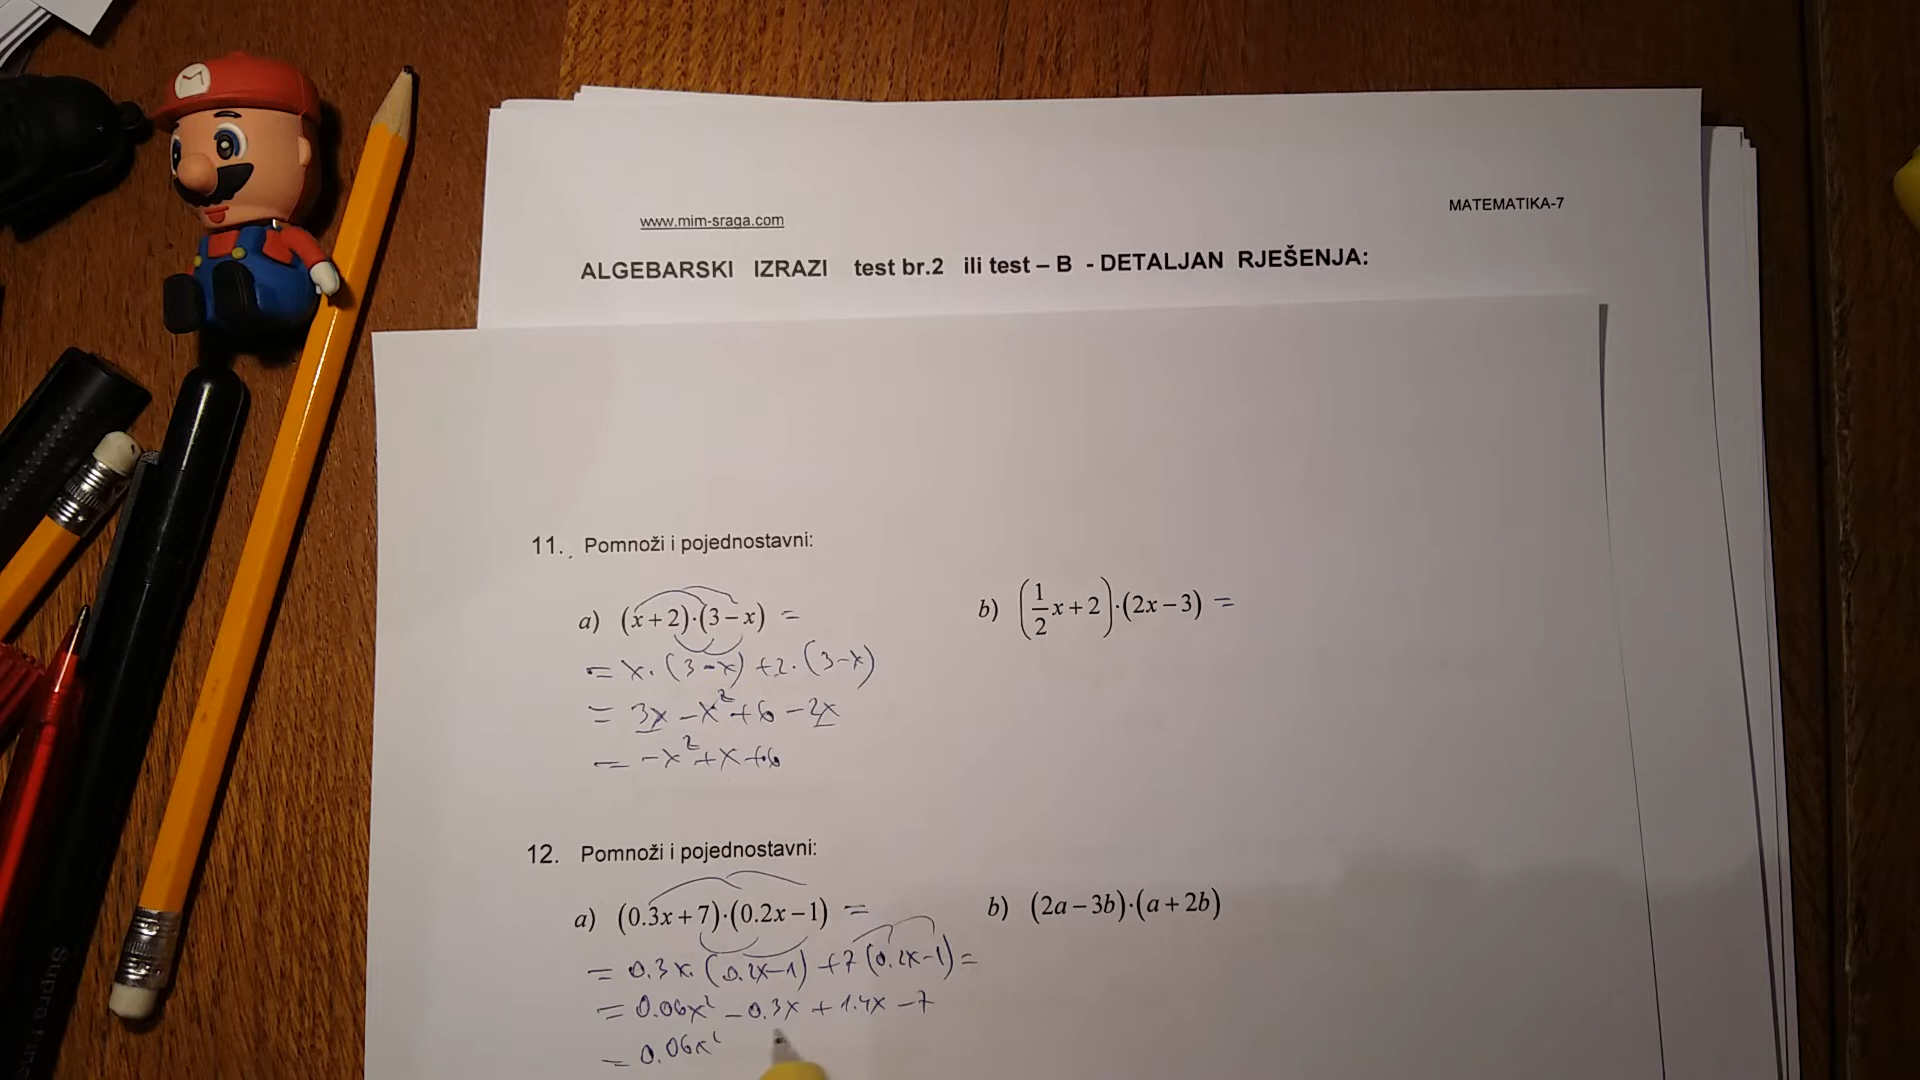 www.mim-sraga.com
MATEMATIKA-7
ALGEBARSKI IZRAZI test br.2 ili test – B - DETALJAN RJEŠENJA:
11. Pomnoži i pojednostavni:
a) (x+2)·(3−x) =
= x·(3−x) +2·(3−x)
= 3x −x² +6 −2x
= −x² +x +6
b) (1/2 x+2)·(2x−3) =
12. Pomnoži i pojednostavni:
a) (0.3x+7)·(0.2x−1) =
= 0.3x·(0.2x−1) +7(0.2x−1) =
= 0.06x² −0.3x +1.4x −7
= 0.06x²
b) (2a−3b)·(a+2b)
M